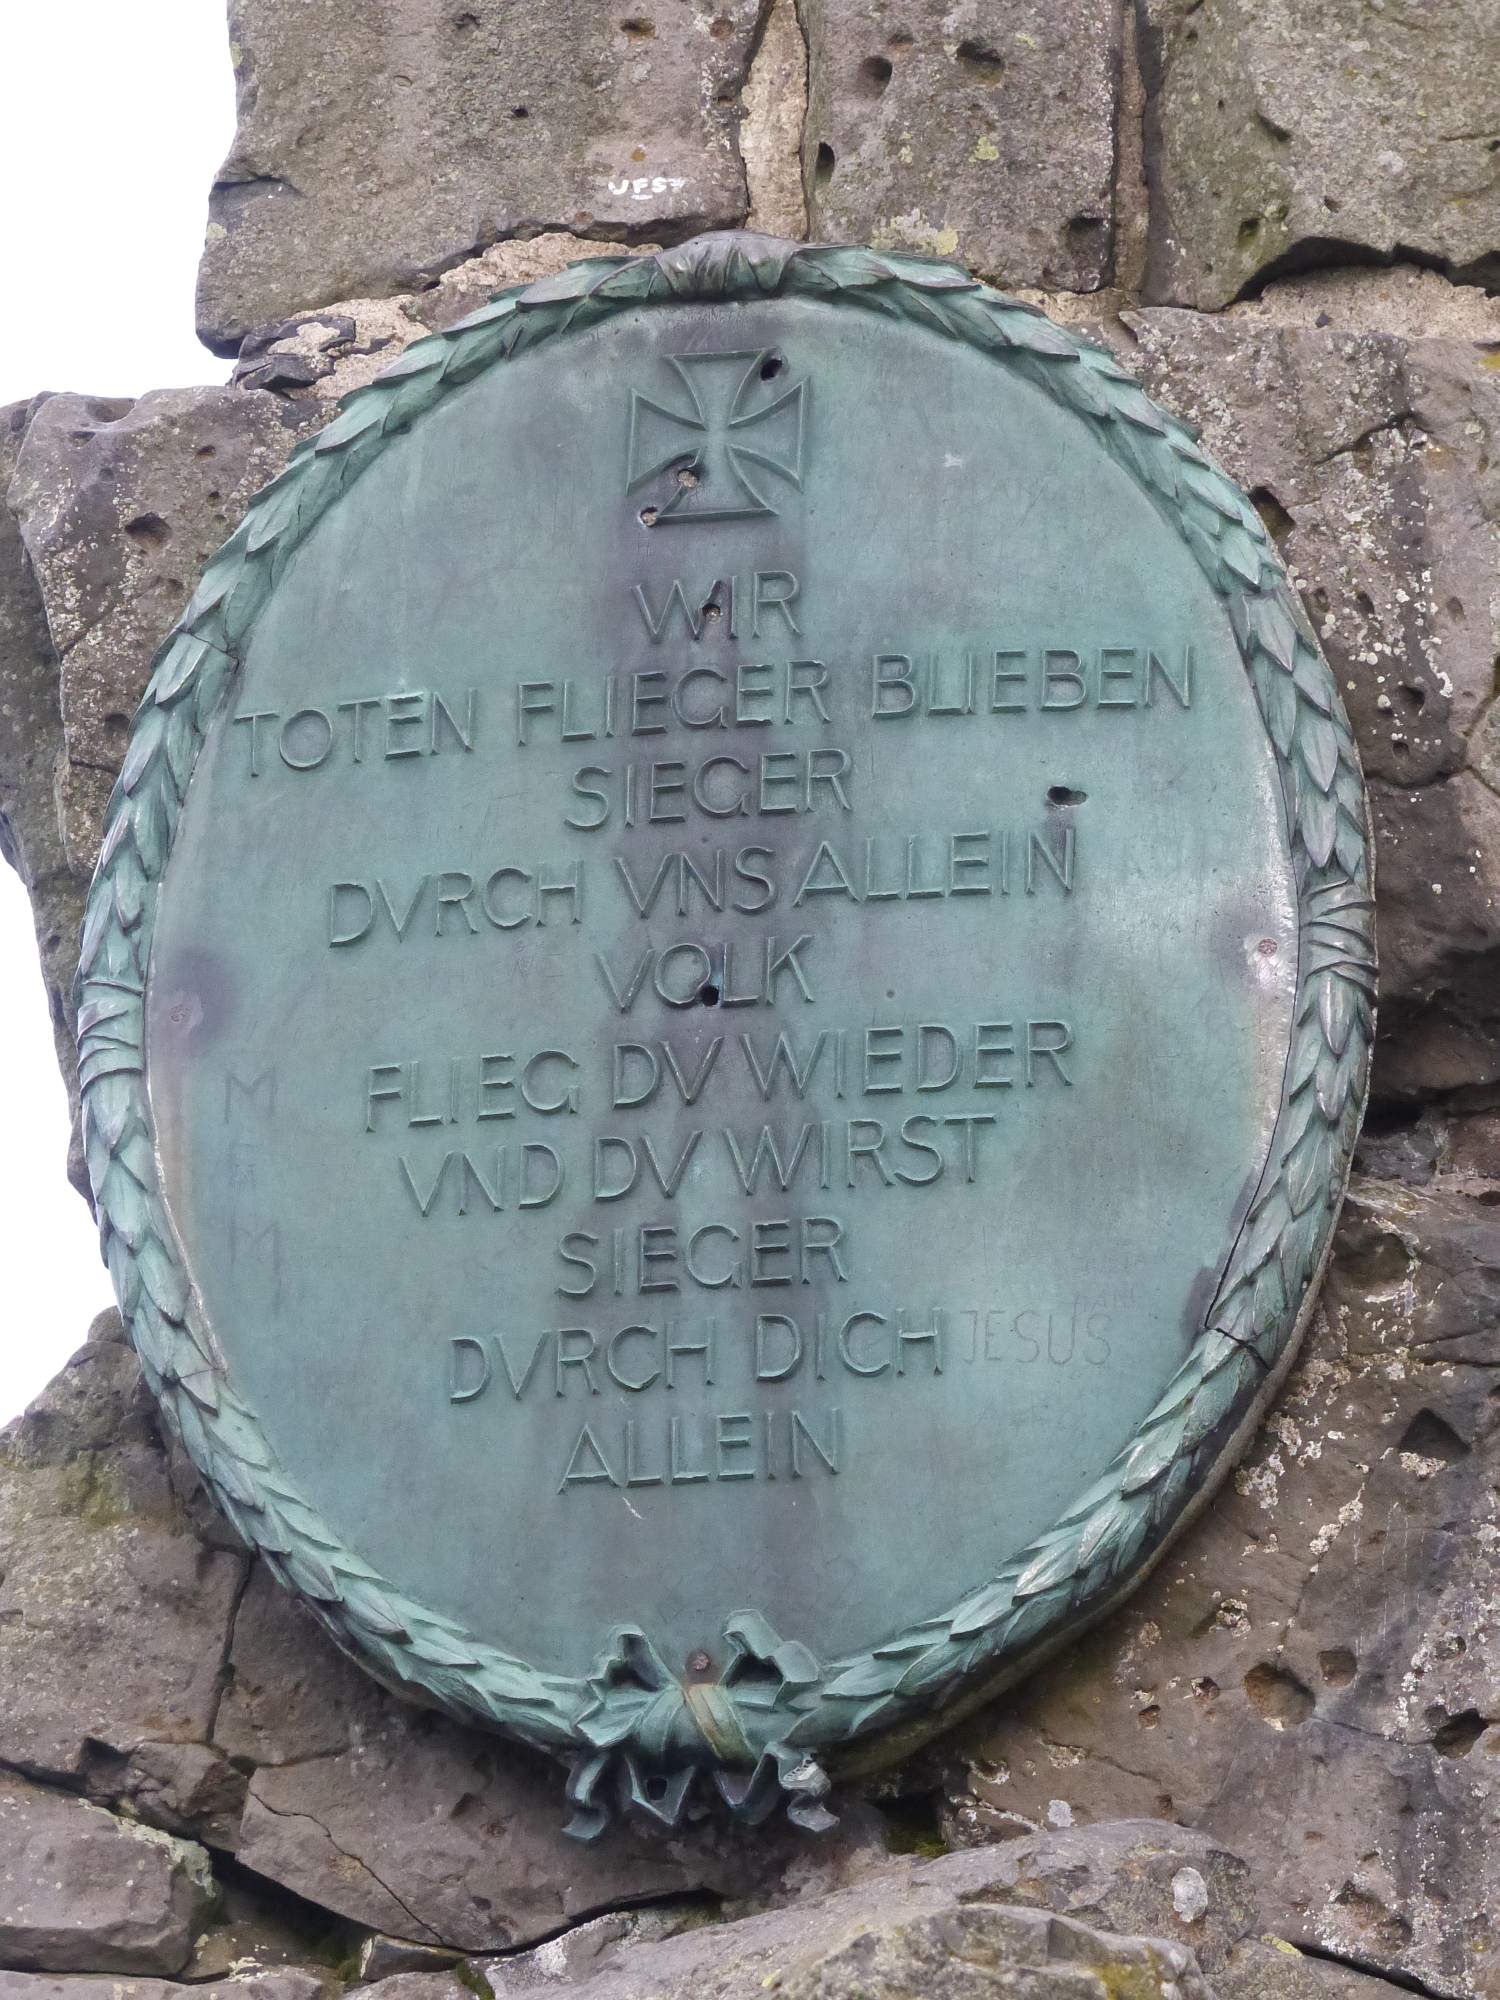 UFS7
WIR
TOTEN FLIEGER BLIEBEN
SIEGER
DVRCH VNS ALLEIN
VOLK
FLIEG DV WIEDER
VND DV WIRST
SIEGER
DVRCH DICH JESUS
ALLEIN